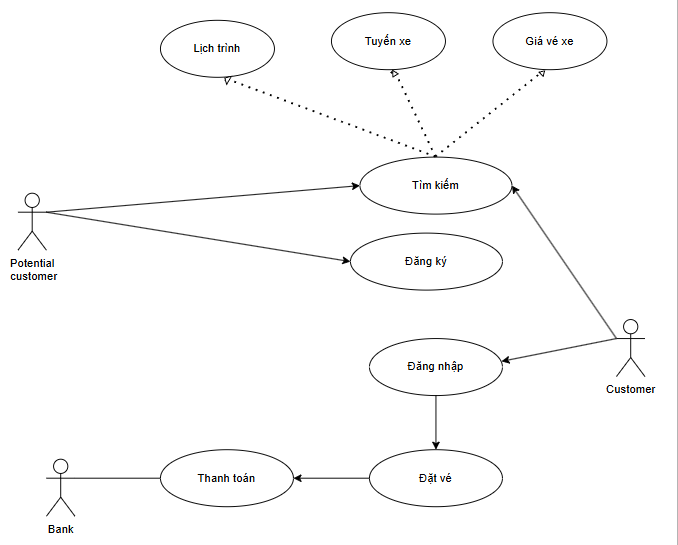 Lịch trình
Tuyến xe
Giá vé xe
Tìm kiếm
Potential
customer
Đăng ký
Đăng nhập
Customer
Thanh toán
Đặt vé
Bank